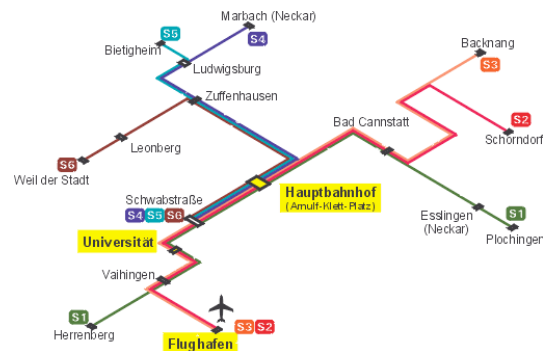 Marbach (Neckar)
S5
S4
Bietigheim
Ludwigsburg
Backnang
S3
Zuffenhausen
Bad Cannstatt
S2
Schorndorf
Leonberg
S6
Weil der Stadt
Hauptbahnhof
(Arnulf-Klett-Platz)
Schwabstraße
S4 S5 S6
Esslingen
(Neckar)
S1
Plochingen
Universität
Vaihingen
S1
Herrenberg
Flughafen
S3 S2